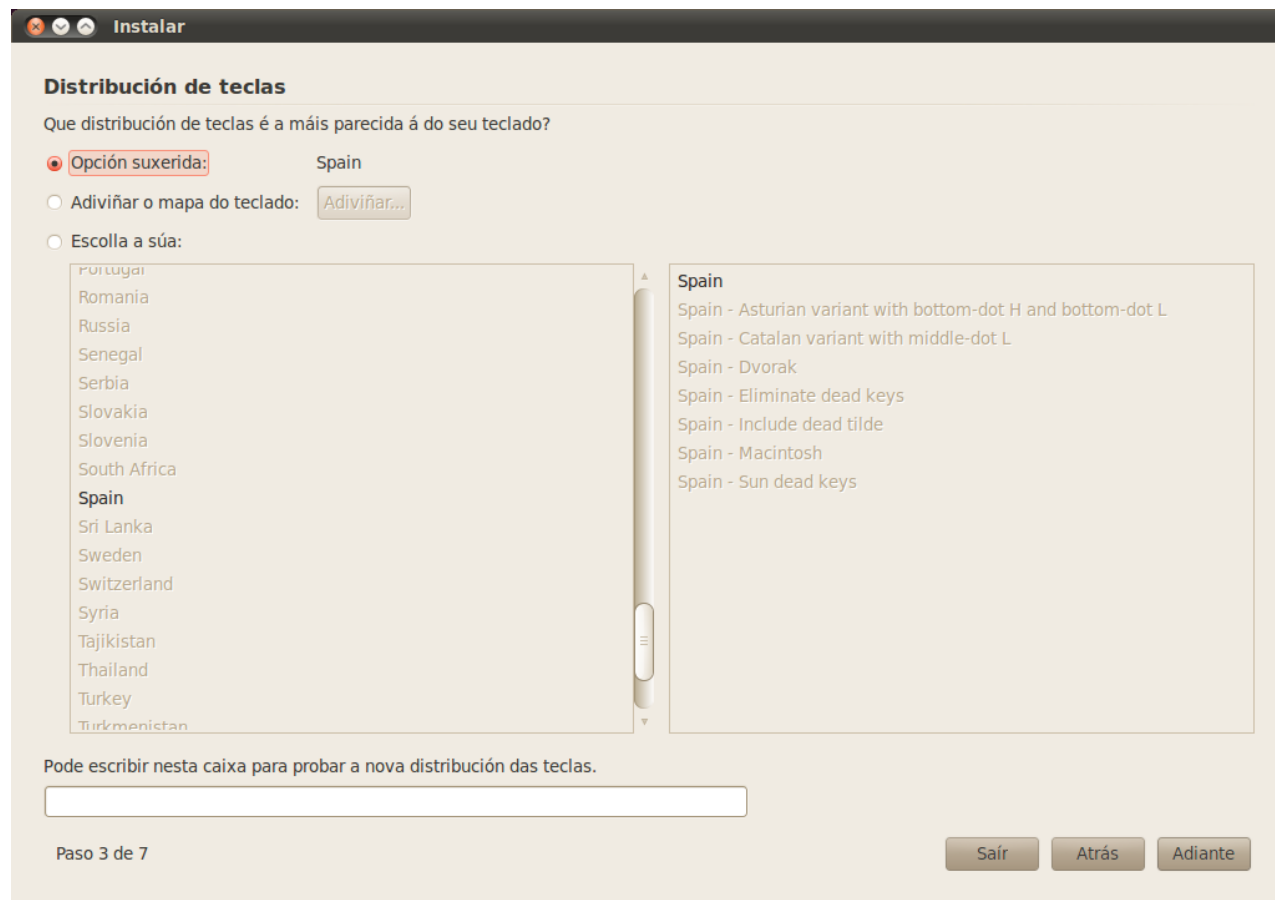 Instalar
Distribución de teclas
Que distribución de teclas é a máis parecida á do seu teclado?
Opción suxerida: Spain
Adiviñar o mapa do teclado: Adiviñar...
Escolla a súa:
Portugal
Romania
Russia
Senegal
Serbia
Slovakia
Slovenia
South Africa
Spain
Sri Lanka
Sweden
Switzerland
Syria
Tajikistan
Thailand
Turkey
Turkmenistan
Spain
Spain - Asturian variant with bottom-dot H and bottom-dot L
Spain - Catalan variant with middle-dot L
Spain - Dvorak
Spain - Eliminate dead keys
Spain - Include dead tilde
Spain - Macintosh
Spain - Sun dead keys
Pode escribir nesta caixa para probar a nova distribución das teclas.
Paso 3 de 7
Saír Atrás Adiante